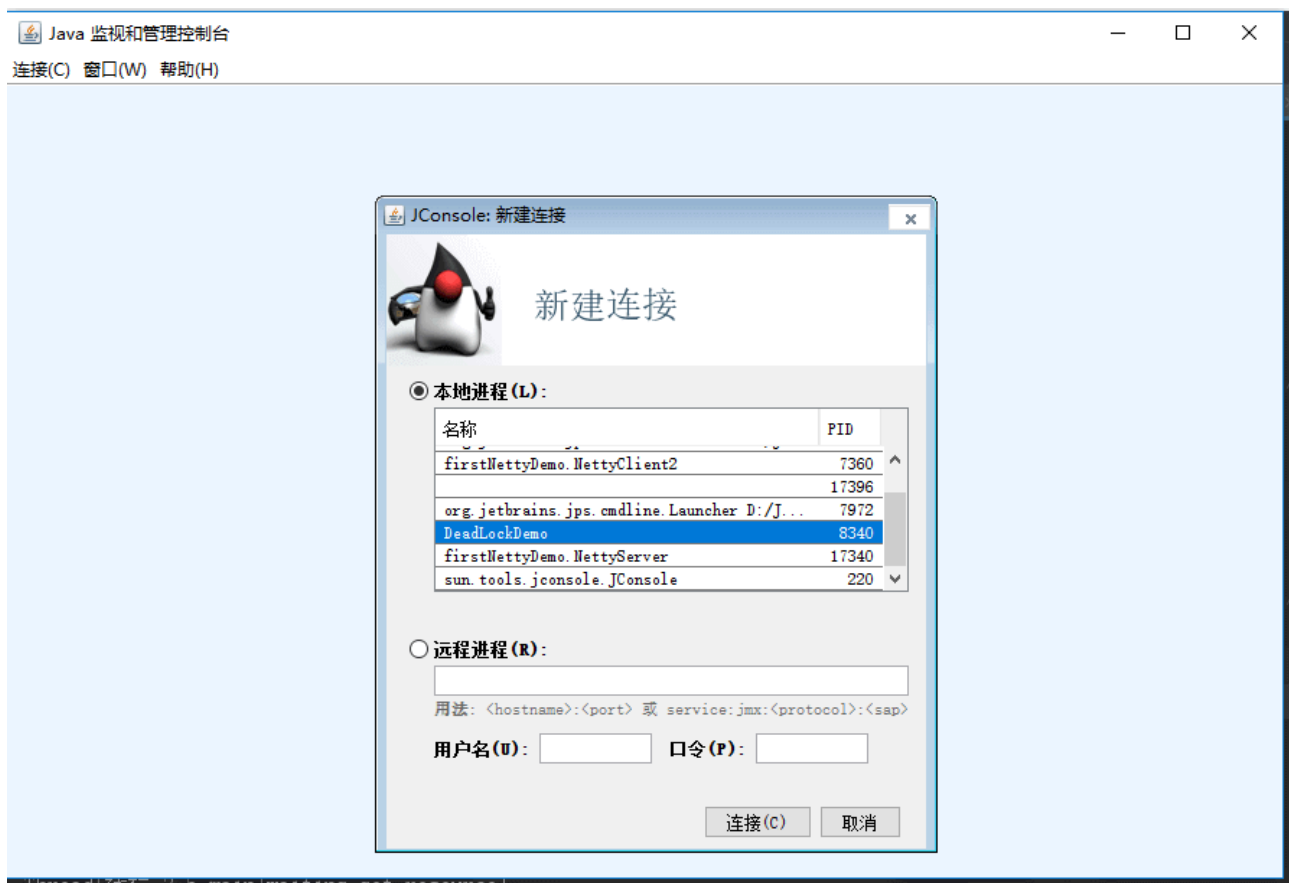 Java 监视和管理控制台
连接(C) 窗口(W) 帮助(H)
JConsole: 新建连接
新建连接
本地进程(L):
名称 PID
firstNettyDemo.NettyClient2 7360
17396
org.jetbrains.jps.cmdline.Launcher D:/J... 7972
DeadLockDemo 8340
firstNettyDemo.NettyServer 17340
sun.tools.jconsole.JConsole 220
远程进程(R):
用法: <hostname>:<port> 或 service:jmx:<protocol>:<sap>
用户名(U): 口令(P):
连接(C) 取消